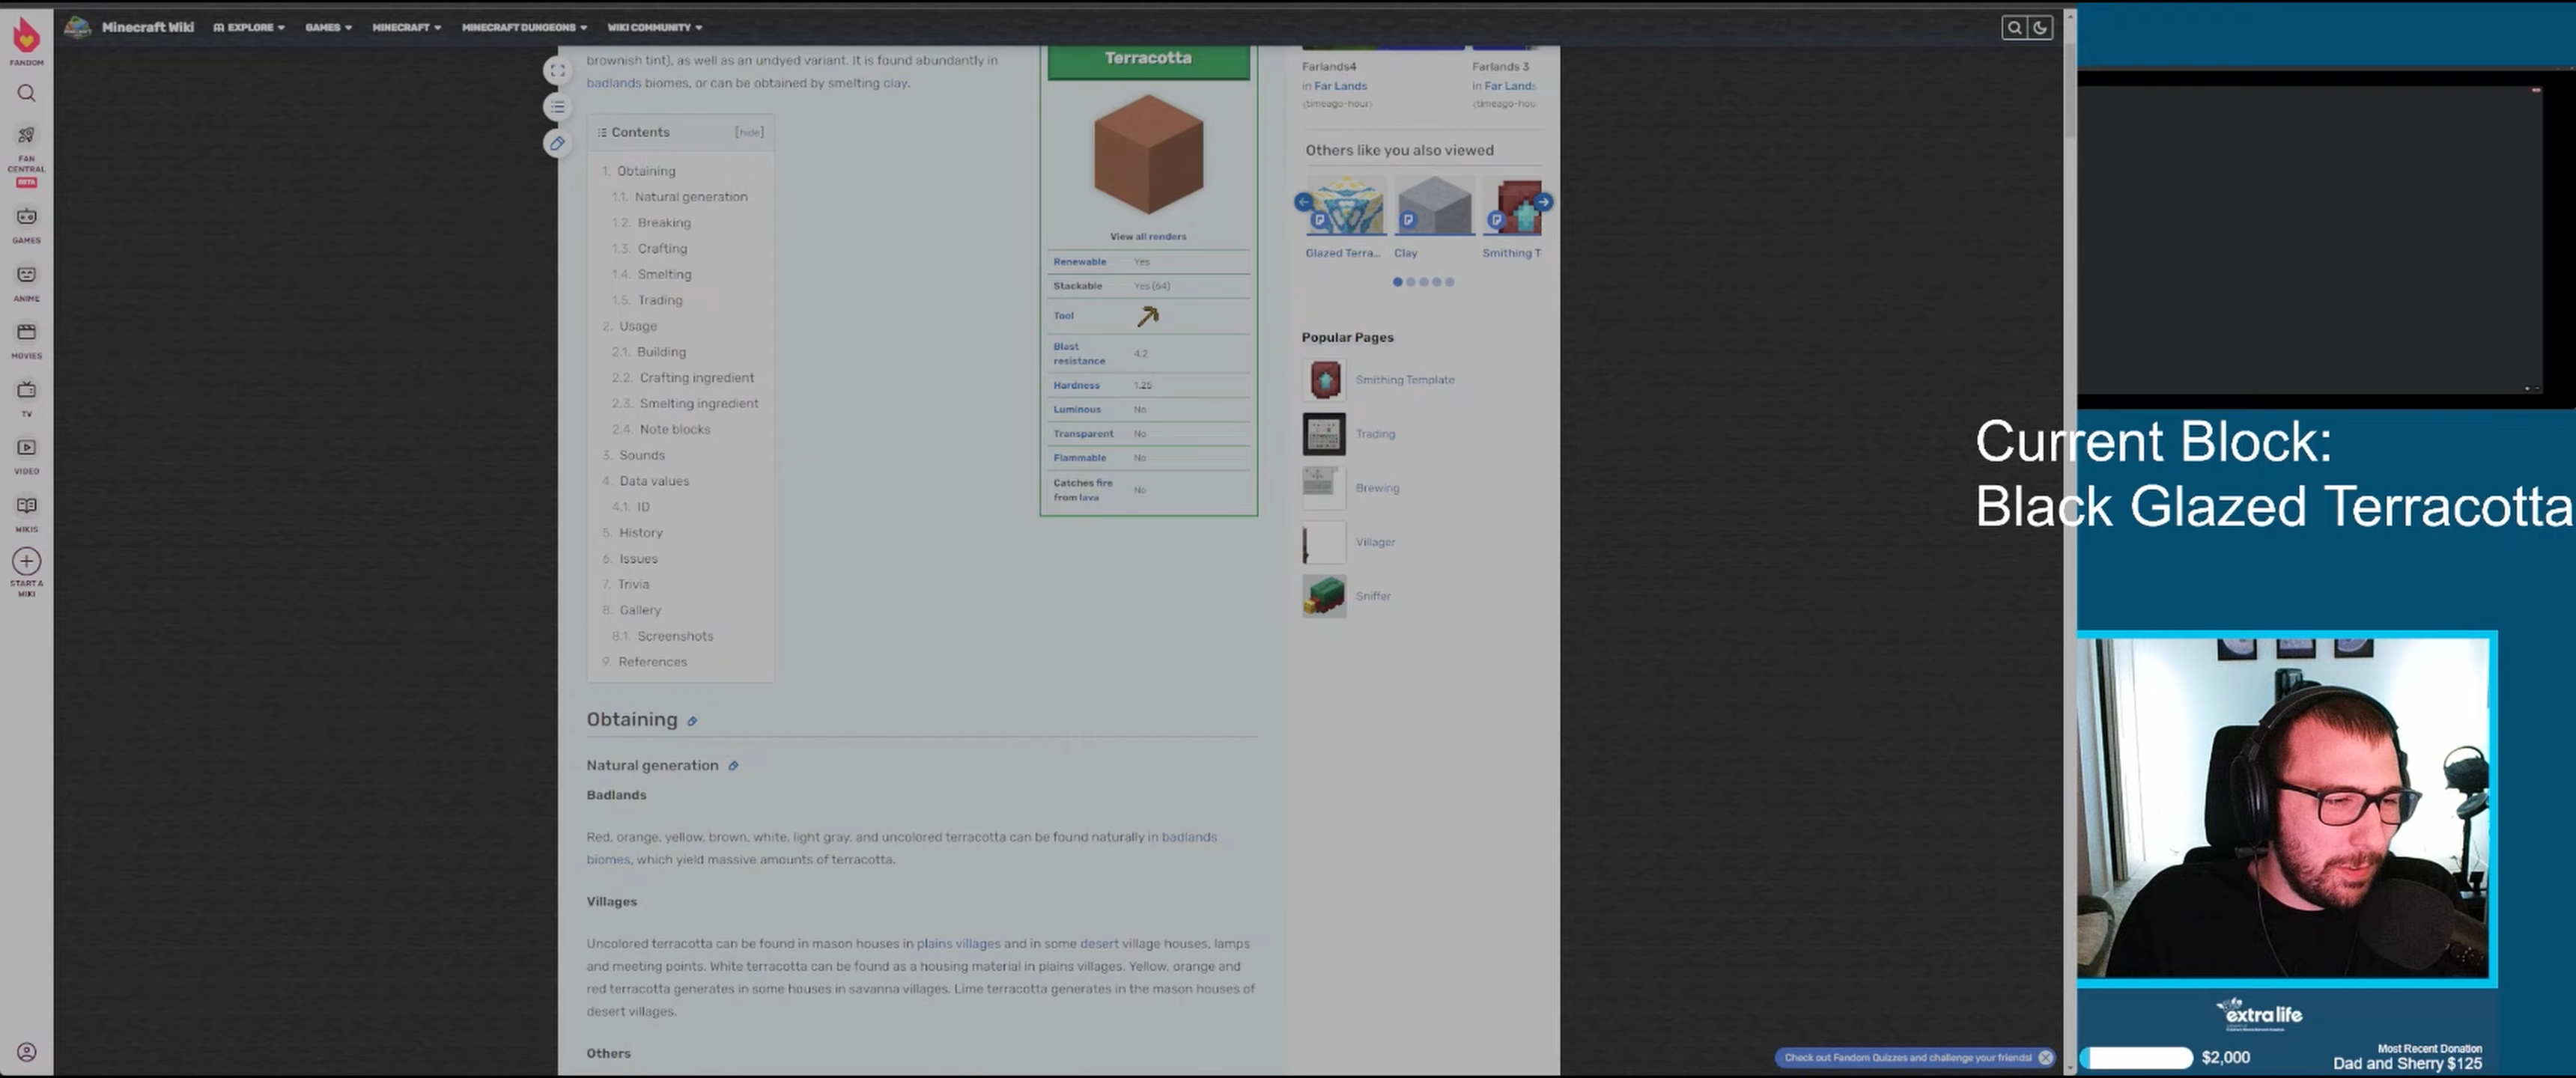 FANDOM
FAN
CENTRAL
BETA
GAMES
ANIME
MOVIES
TV
VIDEO
WIKIS
START A
WIKI
Minecraft Wiki
EXPLORE
GAMES
MINECRAFT
MINECRAFT DUNGEONS
WIKI COMMUNITY
brownish tint), as well as an undyed variant. It is found abundantly in
badlands biomes, or can be obtained by smelting clay.
Contents [hide]
1. Obtaining
1.1. Natural generation
1.2. Breaking
1.3. Crafting
1.4. Smelting
1.5. Trading
2. Usage
2.1. Building
2.2. Crafting ingredient
2.3. Smelting ingredient
2.4. Note blocks
3. Sounds
4. Data values
4.1. ID
5. History
6. Issues
7. Trivia
8. Gallery
8.1. Screenshots
9. References
Terracotta
View all renders
Renewable Yes
Stackable Yes (64)
Tool
Blast
resistance 4.2
Hardness 1.25
Luminous No
Transparent No
Flammable No
Catches fire
from lava No
Farlands4
in Far Lands
<timeago-hour>
Farlands 3
in Far Lands
<timeago-hou
Others like you also viewed
Glazed Terra...
Clay
Smithing T
Popular Pages
Smithing Template
Trading
Brewing
Villager
Sniffer
Obtaining
Natural generation
Badlands
Red, orange, yellow, brown, white, light gray, and uncolored terracotta can be found naturally in badlands
biomes, which yield massive amounts of terracotta.
Villages
Uncolored terracotta can be found in mason houses in plains villages and in some desert village houses, lamps
and meeting points. White terracotta can be found as a housing material in plains villages. Yellow, orange and
red terracotta generates in some houses in savanna villages. Lime terracotta generates in the mason houses of
desert villages.
Others
Check out Fandom Quizzes and challenge your friends!
Current Block:
Black Glazed Terracotta
extralife
$2,000
Most Recent Donation
Dad and Sherry $125